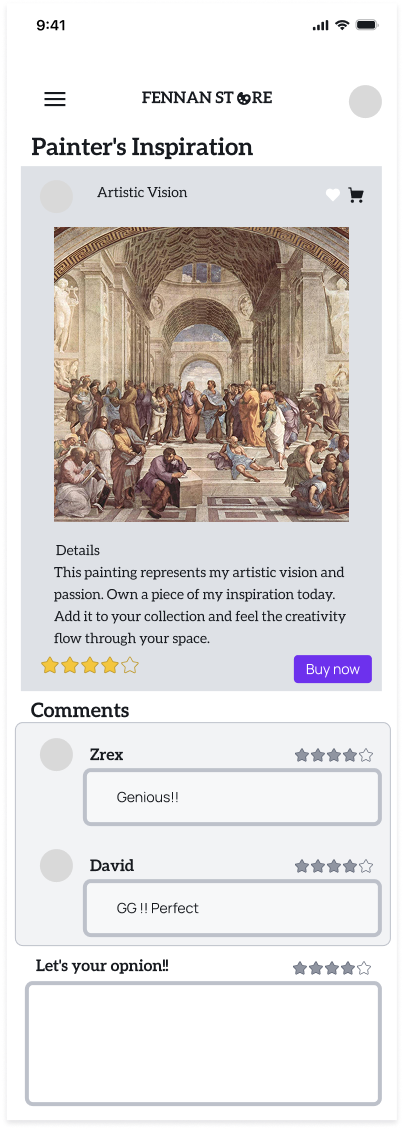 9:41
FENNAN STORE
Painter's Inspiration
Artistic Vision
Details
This painting represents my artistic vision and
passion. Own a piece of my inspiration today.
Add it to your collection and feel the creativity
flow through your space.
Buy now
Comments
Zrex
Genious!!
David
GG !! Perfect
Let's your opnion!!